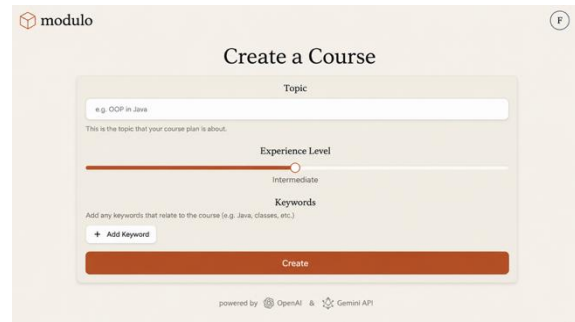 modulo
F
Create a Course
Topic
e.g. OOP in Java
This is the topic that your course plan is about.
Experience Level
Intermediate
Keywords
Add any keywords that relate to the course (e.g. Java, classes, etc.)
+ Add Keyword
Create
powered by OpenAI & Gemini API